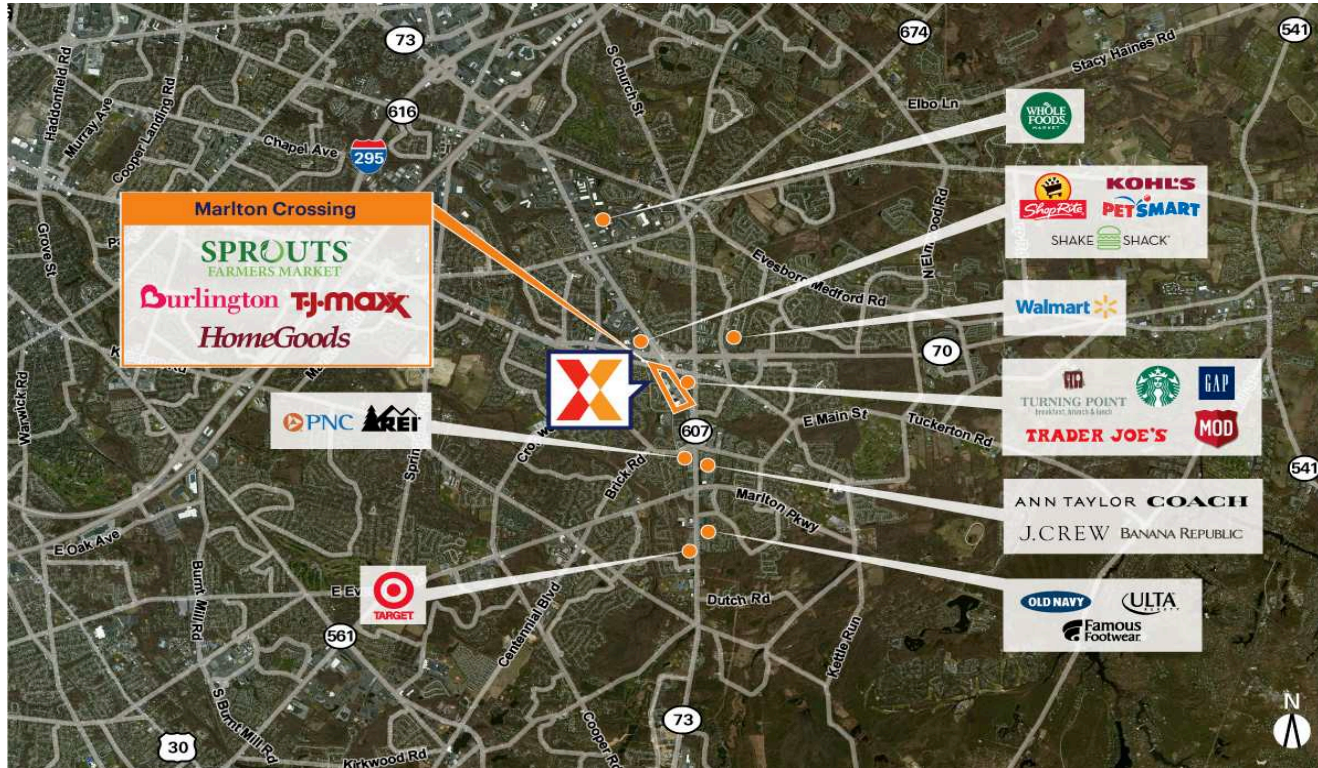 73
674
541
S Church St
Stacy Haines Rd
Haddonfield Rd
Murray Ave
Cooper Landing Rd
616
Elbo Ln
Chapel Ave
295
WHOLE
FOODS
MARKET
Marlton Crossing
SPROUTS
FARMERS MARKET
Burlington T·J·maxx
HomeGoods
ShopRite
KOHL'S
PETSMART
SHAKE SHACK
Grove St
Evesboro Medford Rd
Walmart
70
Warwick Rd
PNC REI
TURNING POINT
breakfast, brunch & lunch
GAP
TRADER JOE'S
MOD
E Main St
Tuckerton Rd
607
541
Brick Rd
Marlton Pkwy
ANN TAYLOR COACH
J.CREW BANANA REPUBLIC
E Oak Ave
Burnt Mill Rd
TARGET
Dutch Rd
Centennial Blvd
Kettle Run
OLD NAVY ULTA
BEAUTY
Famous
Footwear
561
S Burnt Mill Rd
Cooper Rd
73
30
Kirkwood Rd
N